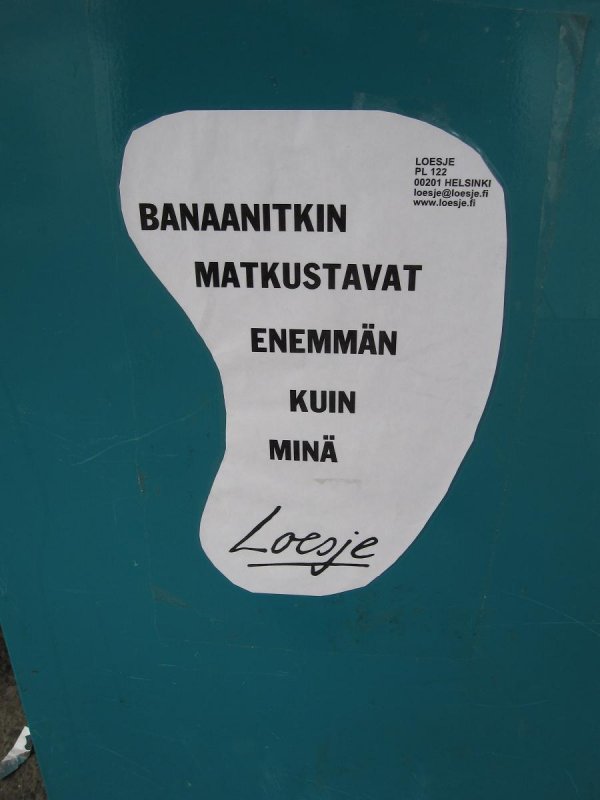 LOESJE
PL 122
00201 HELSINKI
loesje@loesje.fi
www.loesje.fi
BANAANITKIN
MATKUSTAVAT
ENEMMÄN
KUIN
MINÄ
Loesje